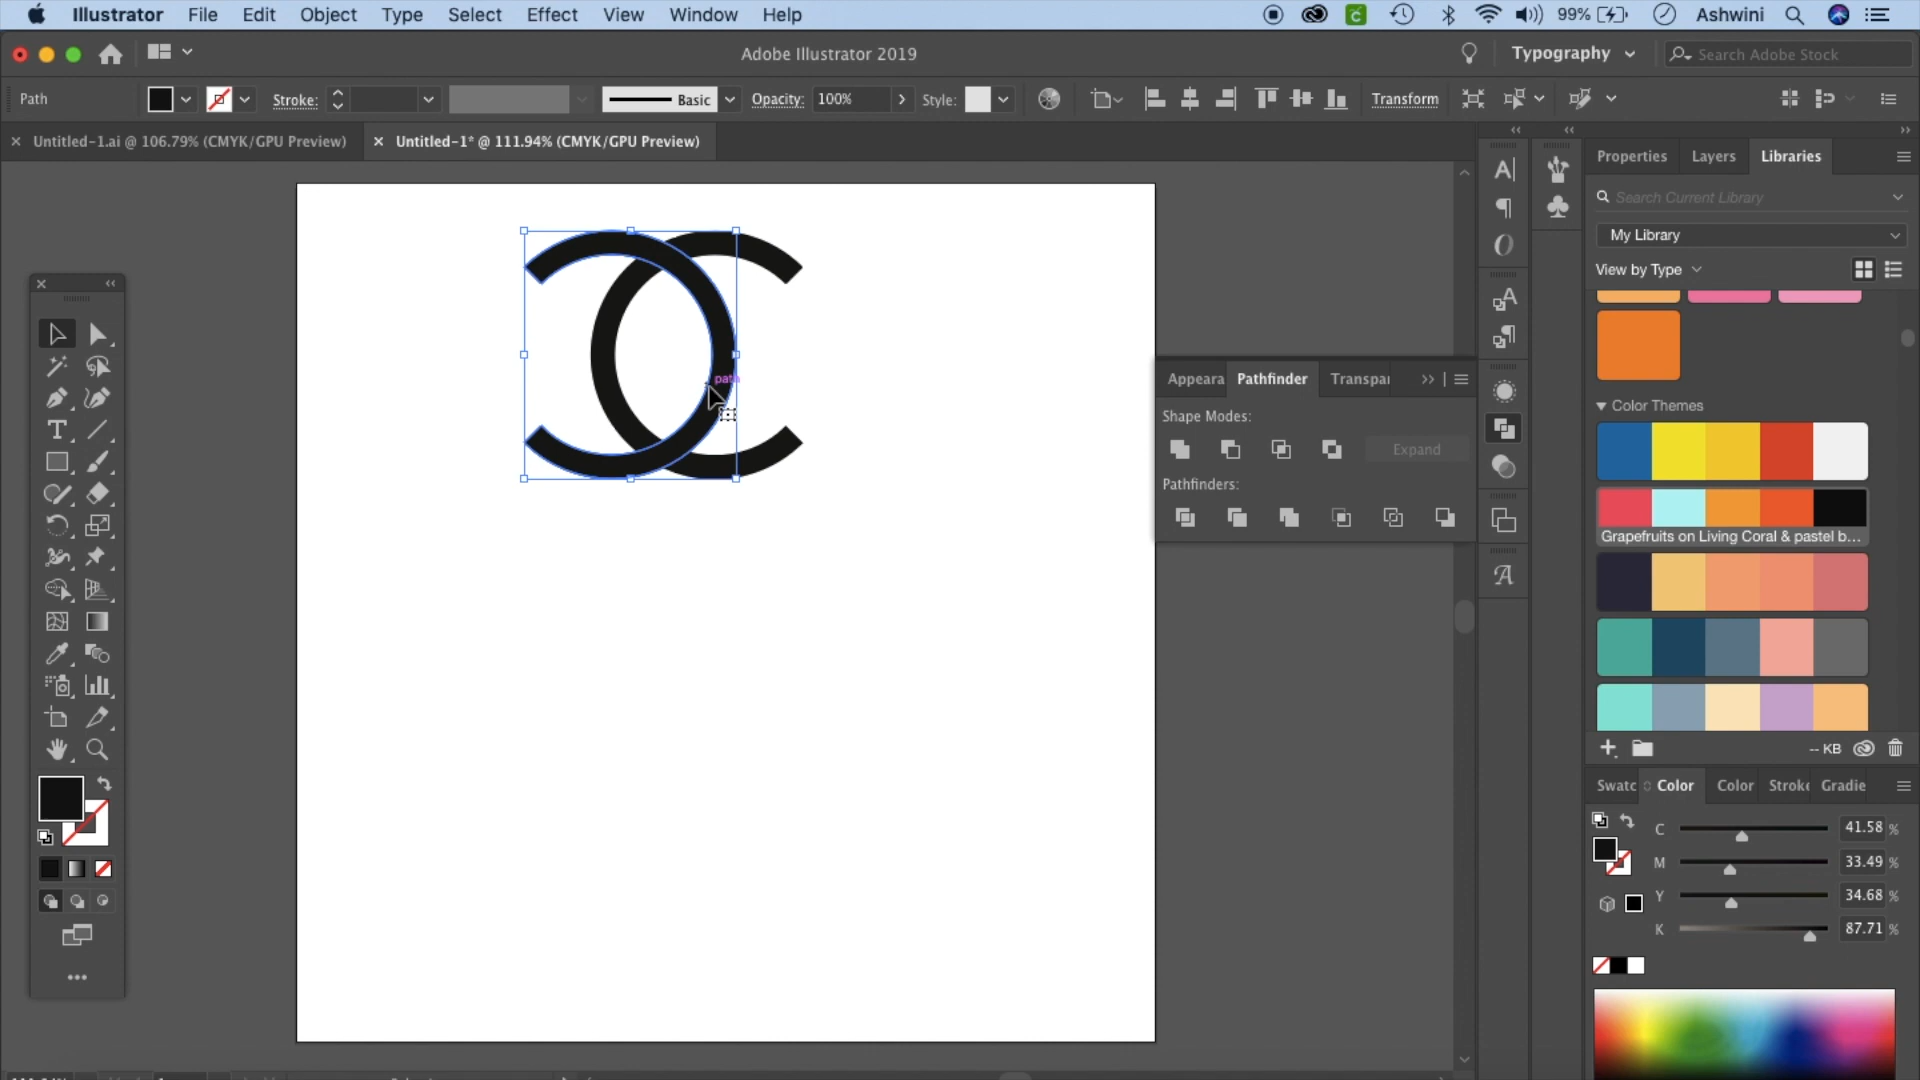 Illustrator File Edit Object Type Select Effect View Window Help 99% Ashwini
Adobe Illustrator 2019 Typography Search Adobe Stock
Path Stroke: Basic Opacity: 100% Style: Transform
Untitled-1.ai @ 106.79% (CMYK/GPU Preview) Untitled-1* @ 111.94% (CMYK/GPU Preview)
Properties Layers Libraries
Search Current Library
My Library
View by Type
path
Appeara Pathfinder Transpar
Shape Modes:
Expand
Pathfinders:
Color Themes
Grapefruits on Living Coral & pastel b...
-- KB
Swatc Color Color Stroke Gradie
C 41.58 %
M 33.49 %
Y 34.68 %
K 87.71 %